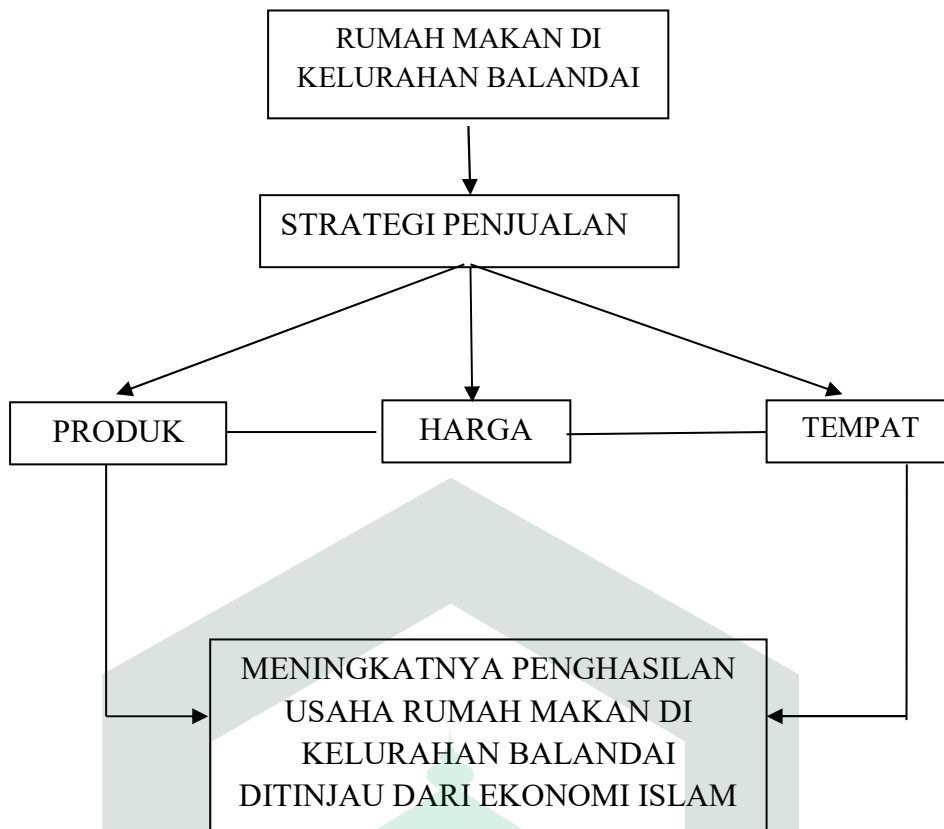 RUMAH MAKAN DI
KELURAHAN BALANDAI
STRATEGI PENJUALAN
PRODUK
HARGA
TEMPAT
MENINGKATNYA PENGHASILAN
USAHA RUMAH MAKAN DI
KELURAHAN BALANDAI
DITINJAU DARI EKONOMI ISLAM